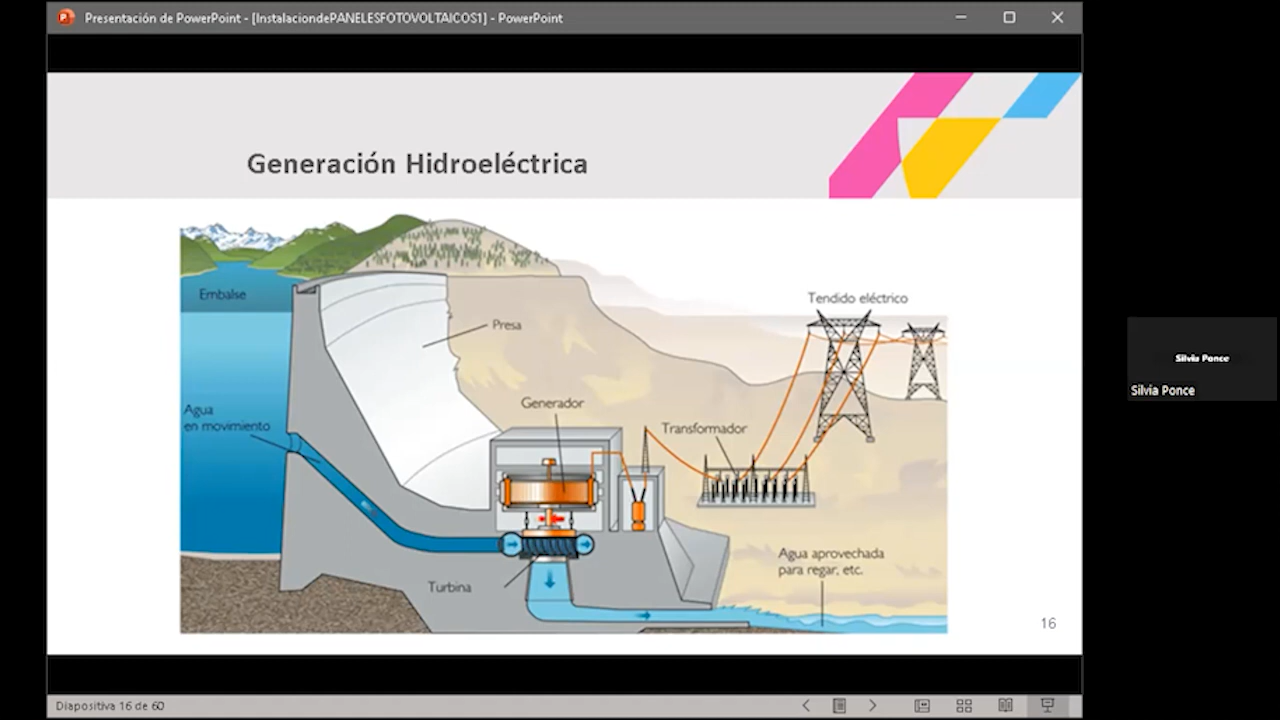 Presentación de PowerPoint - [InstalaciondePANELESFOTOVOLTAICOS1] - PowerPoint
Generación Hidroeléctrica
Embalse
Tendido eléctrico
Presa
Agua
en movimiento
Generador
Transformador
Agua aprovechada
para regar, etc.
Turbina
16
Silvia Ponce
Silvia Ponce
Diapositiva 16 de 60